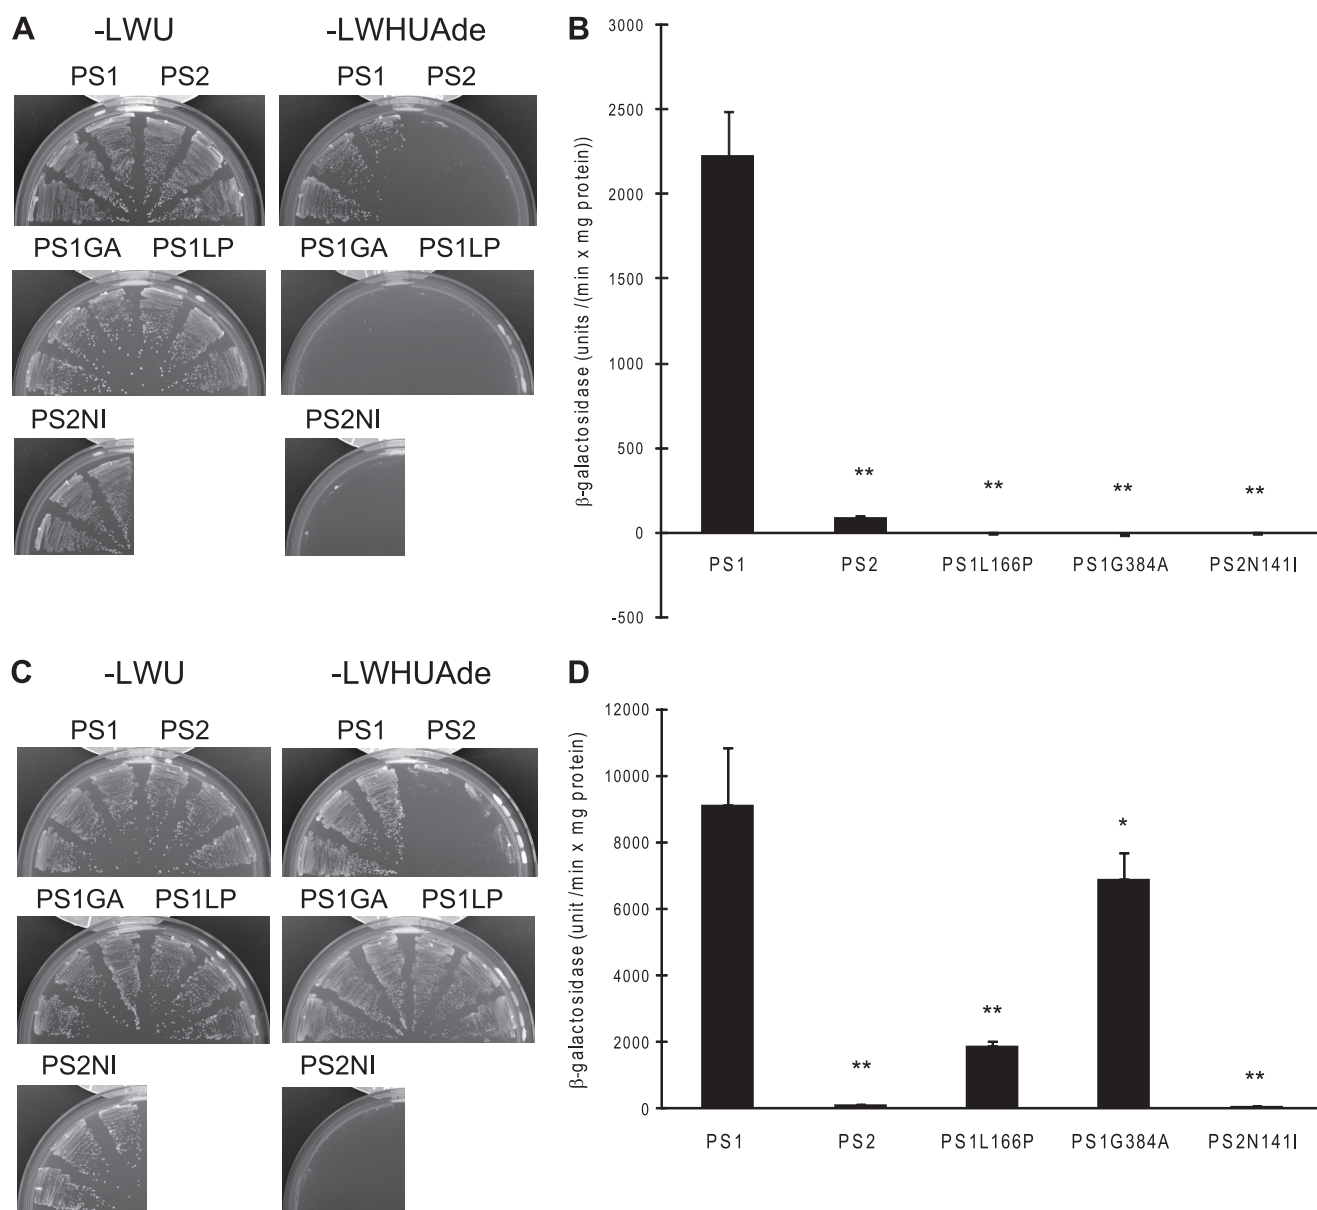 A
-LWU -LWHUAde
PS1 PS2 PS1 PS2
PS1GA PS1LP PS1GA PS1LP
PS2NI PS2NI
B
β-galactosidase (units /(min x mg protein))
3000
2500
2000
1500
1000
500
0
-500
** ** ** **
PS1 PS2 PS1L166P PS1G384A PS2N141I
C
-LWU -LWHUAde
PS1 PS2 PS1 PS2
PS1GA PS1LP PS1GA PS1LP
PS2NI PS2NI
D
β-galactosidase (unit /min x mg protein)
12000
10000
8000
6000
4000
2000
0
** ** * **
PS1 PS2 PS1L166P PS1G384A PS2N141I